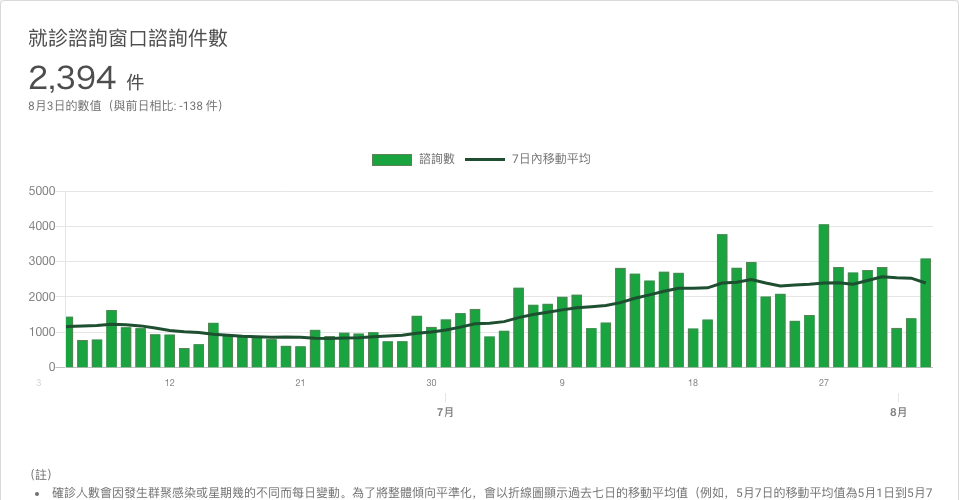 就診諮詢窗口諮詢件數
2,394 件
8月3日的數值（與前日相比: -138 件）
諮詢數 7日內移動平均
5000
4000
3000
2000
1000
0
3 12 21 30 9 18 27
7月 8月
（註）
• 確診人數會因發生群聚感染或星期幾的不同而每日變動。為了將整體傾向平準化，會以折線圖顯示過去七日的移動平均值（例如，5月7日的移動平均值為5月1日到5月7